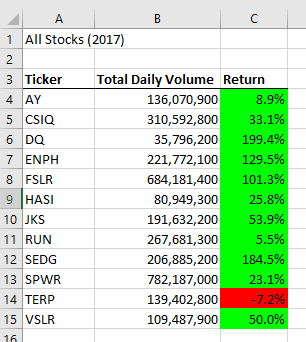 A B C
1 All Stocks (2017)
2
3 Ticker Total Daily Volume Return
4 AY 136,070,900 8.9%
5 CSIQ 310,592,800 33.1%
6 DQ 35,796,200 199.4%
7 ENPH 221,772,100 129.5%
8 FSLR 684,181,400 101.3%
9 HASI 80,949,300 25.8%
10 JKS 191,632,200 53.9%
11 RUN 267,681,300 5.5%
12 SEDG 206,885,200 184.5%
13 SPWR 782,187,000 23.1%
14 TERP 139,402,800 -7.2%
15 VSLR 109,487,900 50.0%
16